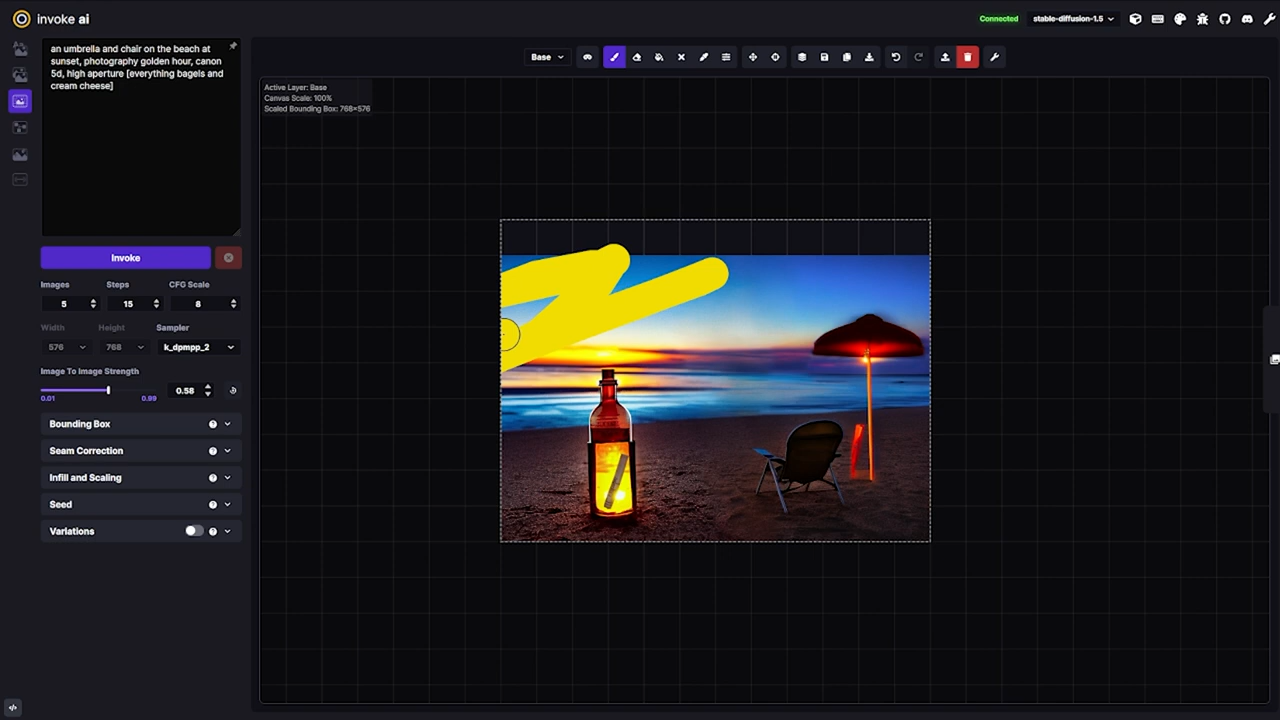 invoke ai
Connected
stable-diffusion-1.5
an umbrella and chair on the beach at
sunset, photography golden hour, canon
5d, high aperture [everything bagels and
cream cheese]
Base
Active Layer: Base
Canvas Scale: 100%
Scaled Bounding Box: 768×576
Invoke
Images
Steps
CFG Scale
5
15
8
Width
Height
Sampler
576
768
k_dpmpp_2
Image To Image Strength
0.58
0.01
0.99
Bounding Box
Seam Correction
Infill and Scaling
Seed
Variations